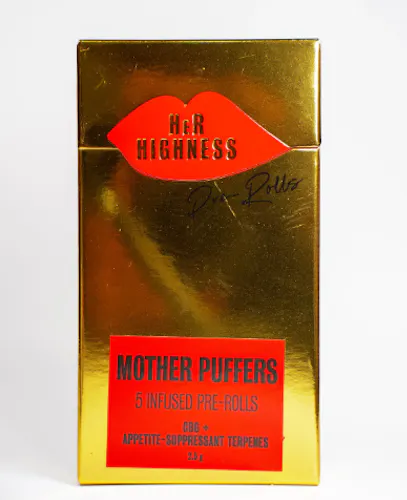 HER
HIGHNESS
Pre-Rolls
MOTHER PUFFERS
5 INFUSED PRE-ROLLS
CBG +
APPETITE-SUPPRESSANT TERPENES